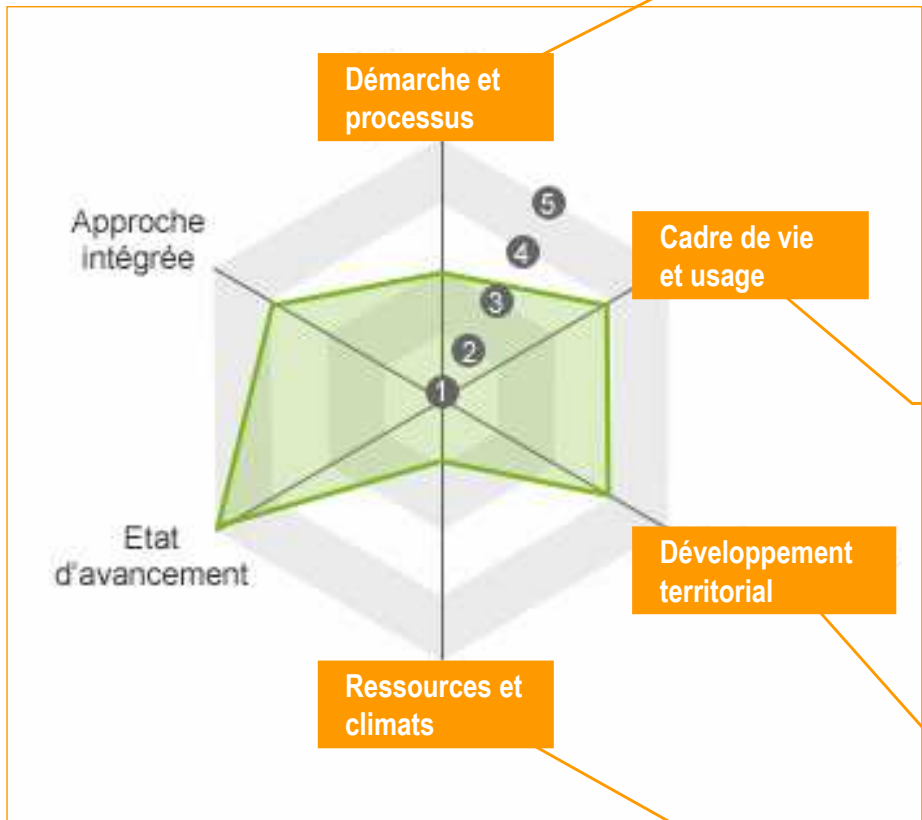 Démarche et
processus
5
Approche
intégrée
4
Cadre de vie
et usage
3
2
1
Etat
d'avancement
Développement
territorial
Ressources et
climats